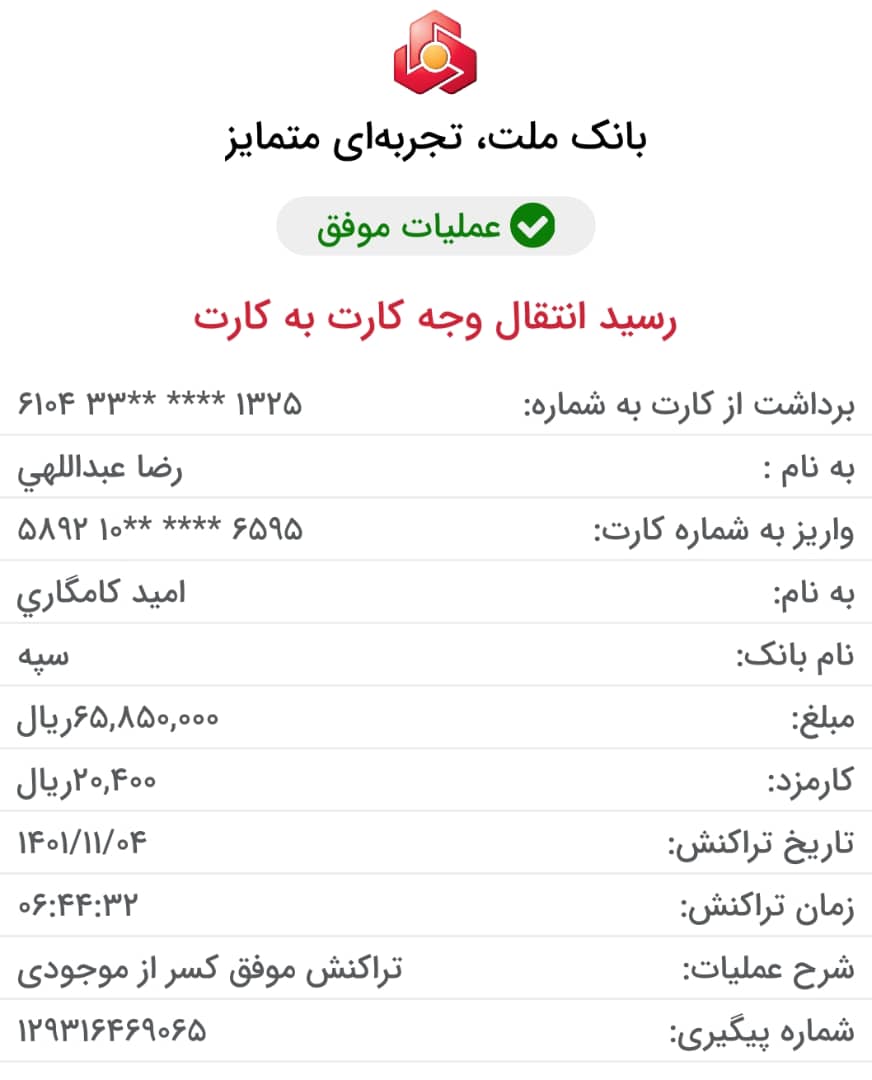 بانک ملت، تجربه‌ای متمایز
عملیات موفق
رسید انتقال وجه کارت به کارت
برداشت از کارت به شماره: ۶۱۰۴ ۳۳** **** ۱۳۲۵
به نام : رضا عبداللهي
واریز به شماره کارت: ۵۸۹۲ ۱۰** **** ۶۵۹۵
به نام: امید کامگاري
نام بانک: سپه
مبلغ: ۶۵,۸۵۰,۰۰۰ریال
کارمزد: ۲۰,۴۰۰ریال
تاریخ تراکنش: ۱۴۰۱/۱۱/۰۴
زمان تراکنش: ۰۶:۴۴:۳۲
شرح عملیات: تراکنش موفق کسر از موجودی
شماره پیگیری: ۱۲۹۳۱۶۴۶۹۰۶۵